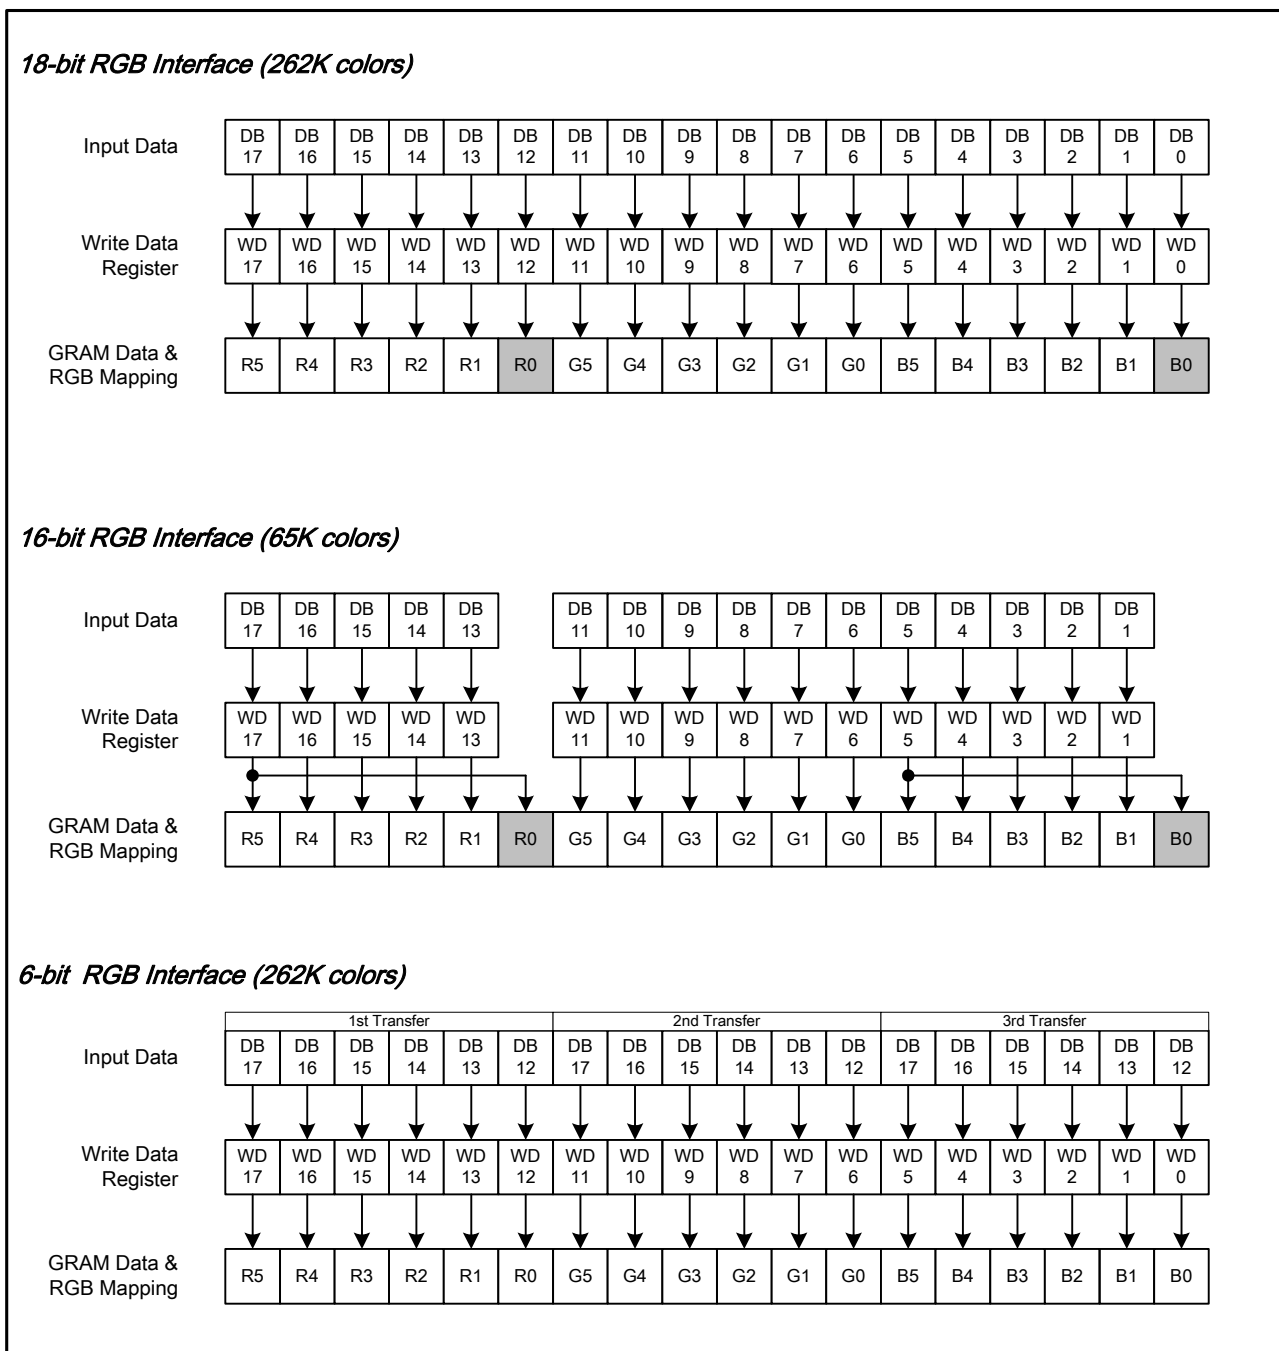 18-bit RGB Interface (262K colors)
Input Data DB 17 DB 16 DB 15 DB 14 DB 13 DB 12 DB 11 DB 10 DB 9 DB 8 DB 7 DB 6 DB 5 DB 4 DB 3 DB 2 DB 1 DB 0
Write Data Register WD 17 WD 16 WD 15 WD 14 WD 13 WD 12 WD 11 WD 10 WD 9 WD 8 WD 7 WD 6 WD 5 WD 4 WD 3 WD 2 WD 1 WD 0
GRAM Data & RGB Mapping R5 R4 R3 R2 R1 R0 G5 G4 G3 G2 G1 G0 B5 B4 B3 B2 B1 B0
16-bit RGB Interface (65K colors)
Input Data DB 17 DB 16 DB 15 DB 14 DB 13 DB 11 DB 10 DB 9 DB 8 DB 7 DB 6 DB 5 DB 4 DB 3 DB 2 DB 1
Write Data Register WD 17 WD 16 WD 15 WD 14 WD 13 WD 11 WD 10 WD 9 WD 8 WD 7 WD 6 WD 5 WD 4 WD 3 WD 2 WD 1
GRAM Data & RGB Mapping R5 R4 R3 R2 R1 R0 G5 G4 G3 G2 G1 G0 B5 B4 B3 B2 B1 B0
6-bit RGB Interface (262K colors)
1st Transfer 2nd Transfer 3rd Transfer
Input Data DB 17 DB 16 DB 15 DB 14 DB 13 DB 12 DB 17 DB 16 DB 15 DB 14 DB 13 DB 12 DB 17 DB 16 DB 15 DB 14 DB 13 DB 12
Write Data Register WD 17 WD 16 WD 15 WD 14 WD 13 WD 12 WD 11 WD 10 WD 9 WD 8 WD 7 WD 6 WD 5 WD 4 WD 3 WD 2 WD 1 WD 0
GRAM Data & RGB Mapping R5 R4 R3 R2 R1 R0 G5 G4 G3 G2 G1 G0 B5 B4 B3 B2 B1 B0